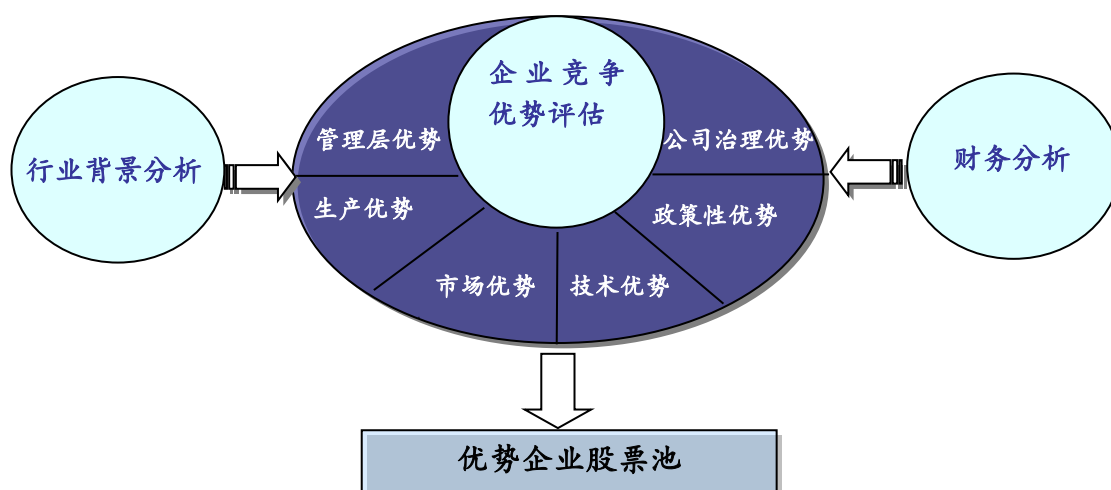 企业竞争
优势评估
管理层优势
公司治理优势
行业背景分析
财务分析
生产优势
政策性优势
市场优势
技术优势
优势企业股票池